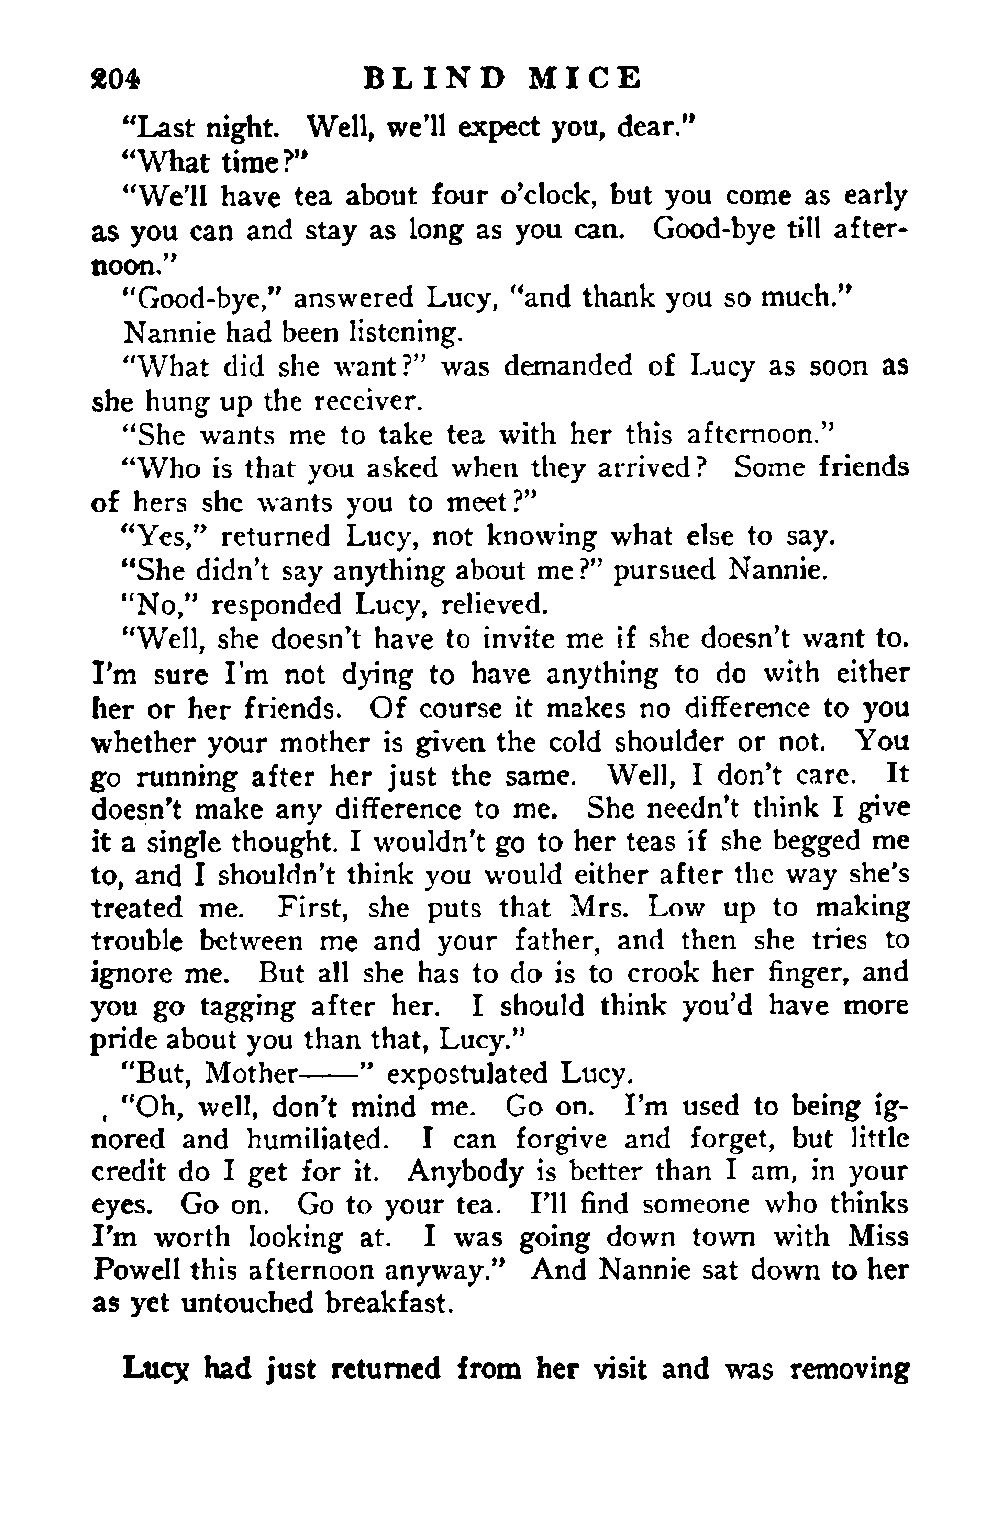 204 BLIND MICE
“Last night. Well, we’ll expect you, dear.”
“What time?”
“We’ll have tea about four o’clock, but you come as early
as you can and stay as long as you can. Good-bye till after-
noon.”
“Good-bye,” answered Lucy, “and thank you so much.”
Nannie had been listening.
“What did she want?” was demanded of Lucy as soon as
she hung up the receiver.
“She wants me to take tea with her this afternoon.”
“Who is that you asked when they arrived? Some friends
of hers she wants you to meet?”
“Yes,” returned Lucy, not knowing what else to say.
“She didn’t say anything about me?” pursued Nannie.
“No,” responded Lucy, relieved.
“Well, she doesn’t have to invite me if she doesn’t want to.
I’m sure I’m not dying to have anything to do with either
her or her friends. Of course it makes no difference to you
whether your mother is given the cold shoulder or not. You
go running after her just the same. Well, I don’t care. It
doesn’t make any difference to me. She needn’t think I give
it a single thought. I wouldn’t go to her teas if she begged me
to, and I shouldn’t think you would either after the way she’s
treated me. First, she puts that Mrs. Low up to making
trouble between me and your father, and then she tries to
ignore me. But all she has to do is to crook her finger, and
you go tagging after her. I should think you’d have more
pride about you than that, Lucy.”
“But, Mother——” expostulated Lucy.
“Oh, well, don’t mind me. Go on. I’m used to being ig-
nored and humiliated. I can forgive and forget, but little
credit do I get for it. Anybody is better than I am, in your
eyes. Go on. Go to your tea. I’ll find someone who thinks
I’m worth looking at. I was going down town with Miss
Powell this afternoon anyway.” And Nannie sat down to her
as yet untouched breakfast.
Lucy had just returned from her visit and was removing